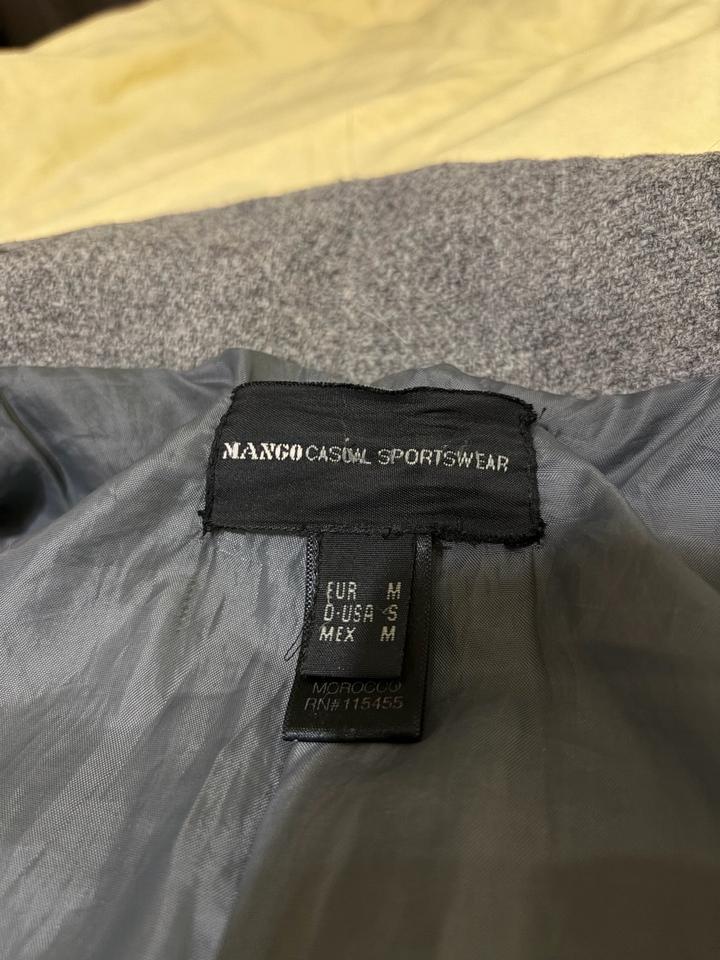 MANGO CASUAL SPORTSWEAR
EUR M
D-USA S
MEX M
MOROCCO
RN#115455